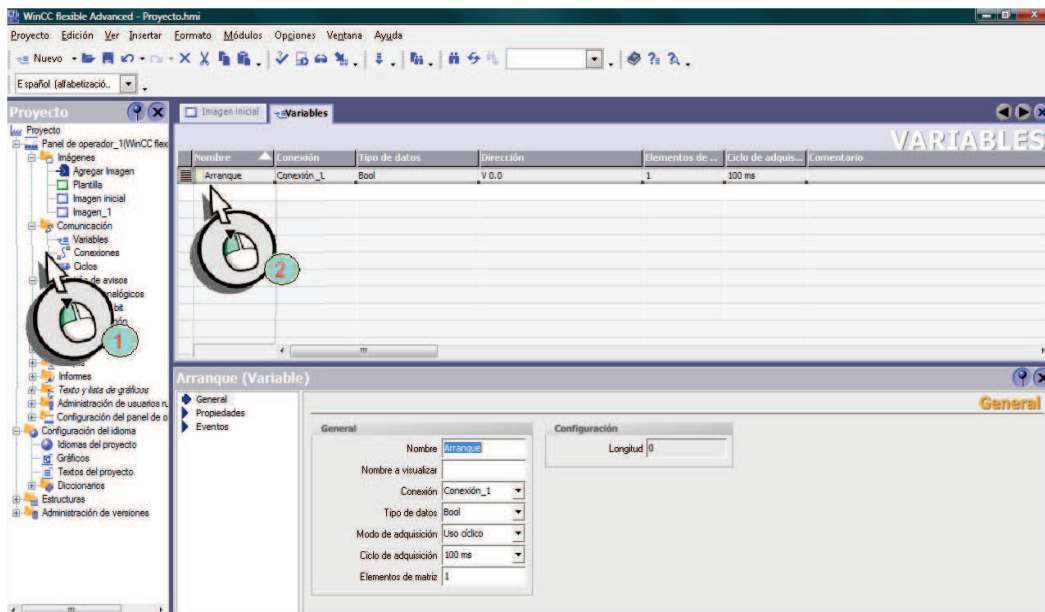 WinCC flexible Advanced - Proyecto.hmi
Proyecto Edición Ver Insertar Formato Módulos Opciones Ventana Ayuda
Nuevo
Español (alfabetizació..
Proyecto
Imagen inicial
Variables
VARIABLES
Proyecto
Panel de operador_1(WinCC flex
Imágenes
Agregar Imagen
Plantilla
Imagen inicial
Imagen_1
Comunicación
Variables
Conexiones
Ciclos
de avisos
nalógicos
bit
1
Informes
Texto y lista de gráficos
Administración de usuarios ru
Configuración del panel de o
Configuración del idioma
Idiomas del proyecto
Gráficos
Textos del proyecto
Diccionarios
Estructuras
Administración de versiones
Nombre Conexión Tipo de datos Dirección Elementos de ... Ciclo de adquis... Comentario
Arranque Conexión_1 Bool V 0.0 1 100 ms
2
Arranque (Variable)
General
Propiedades
Eventos
General
General
Nombre Arranque
Nombre a visualizar
Conexión Conexión_1
Tipo de datos Bool
Modo de adquisición Uso cíclico
Ciclo de adquisición 100 ms
Elementos de matriz 1
Configuración
Longitud 0